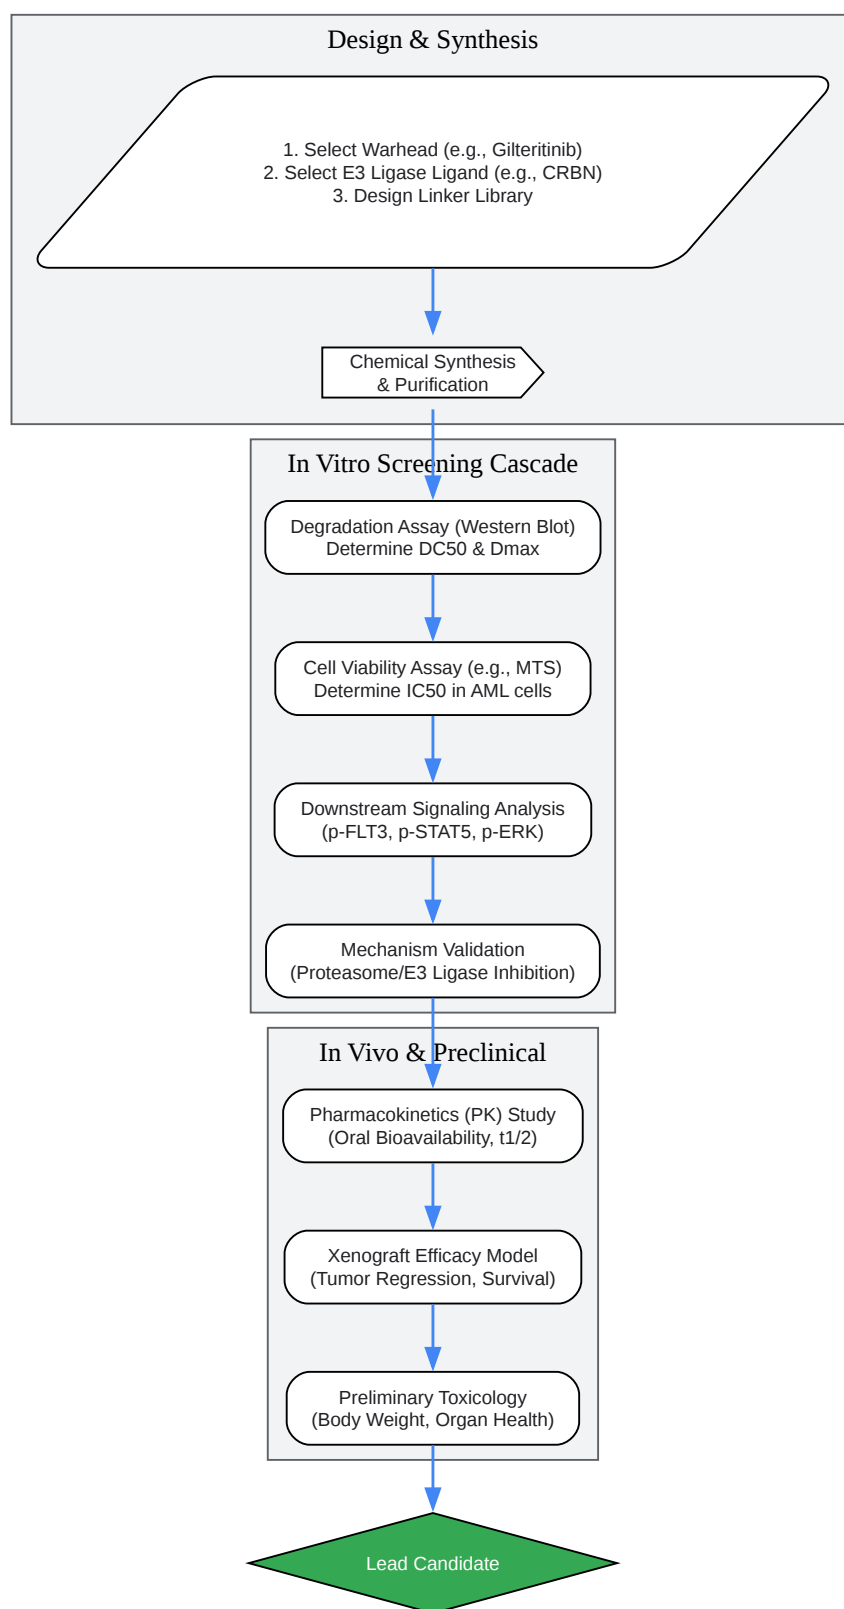 Design & Synthesis
1. Select Warhead (e.g., Gilteritinib)
2. Select E3 Ligase Ligand (e.g., CRBN)
3. Design Linker Library
Chemical Synthesis
& Purification
In Vitro Screening Cascade
Degradation Assay (Western Blot)
Determine DC50 & Dmax
Cell Viability Assay (e.g., MTS)
Determine IC50 in AML cells
Downstream Signaling Analysis
(p-FLT3, p-STAT5, p-ERK)
Mechanism Validation
(Proteasome/E3 Ligase Inhibition)
In Vivo & Preclinical
Pharmacokinetics (PK) Study
(Oral Bioavailability, t1/2)
Xenograft Efficacy Model
(Tumor Regression, Survival)
Preliminary Toxicology
(Body Weight, Organ Health)
Lead Candidate